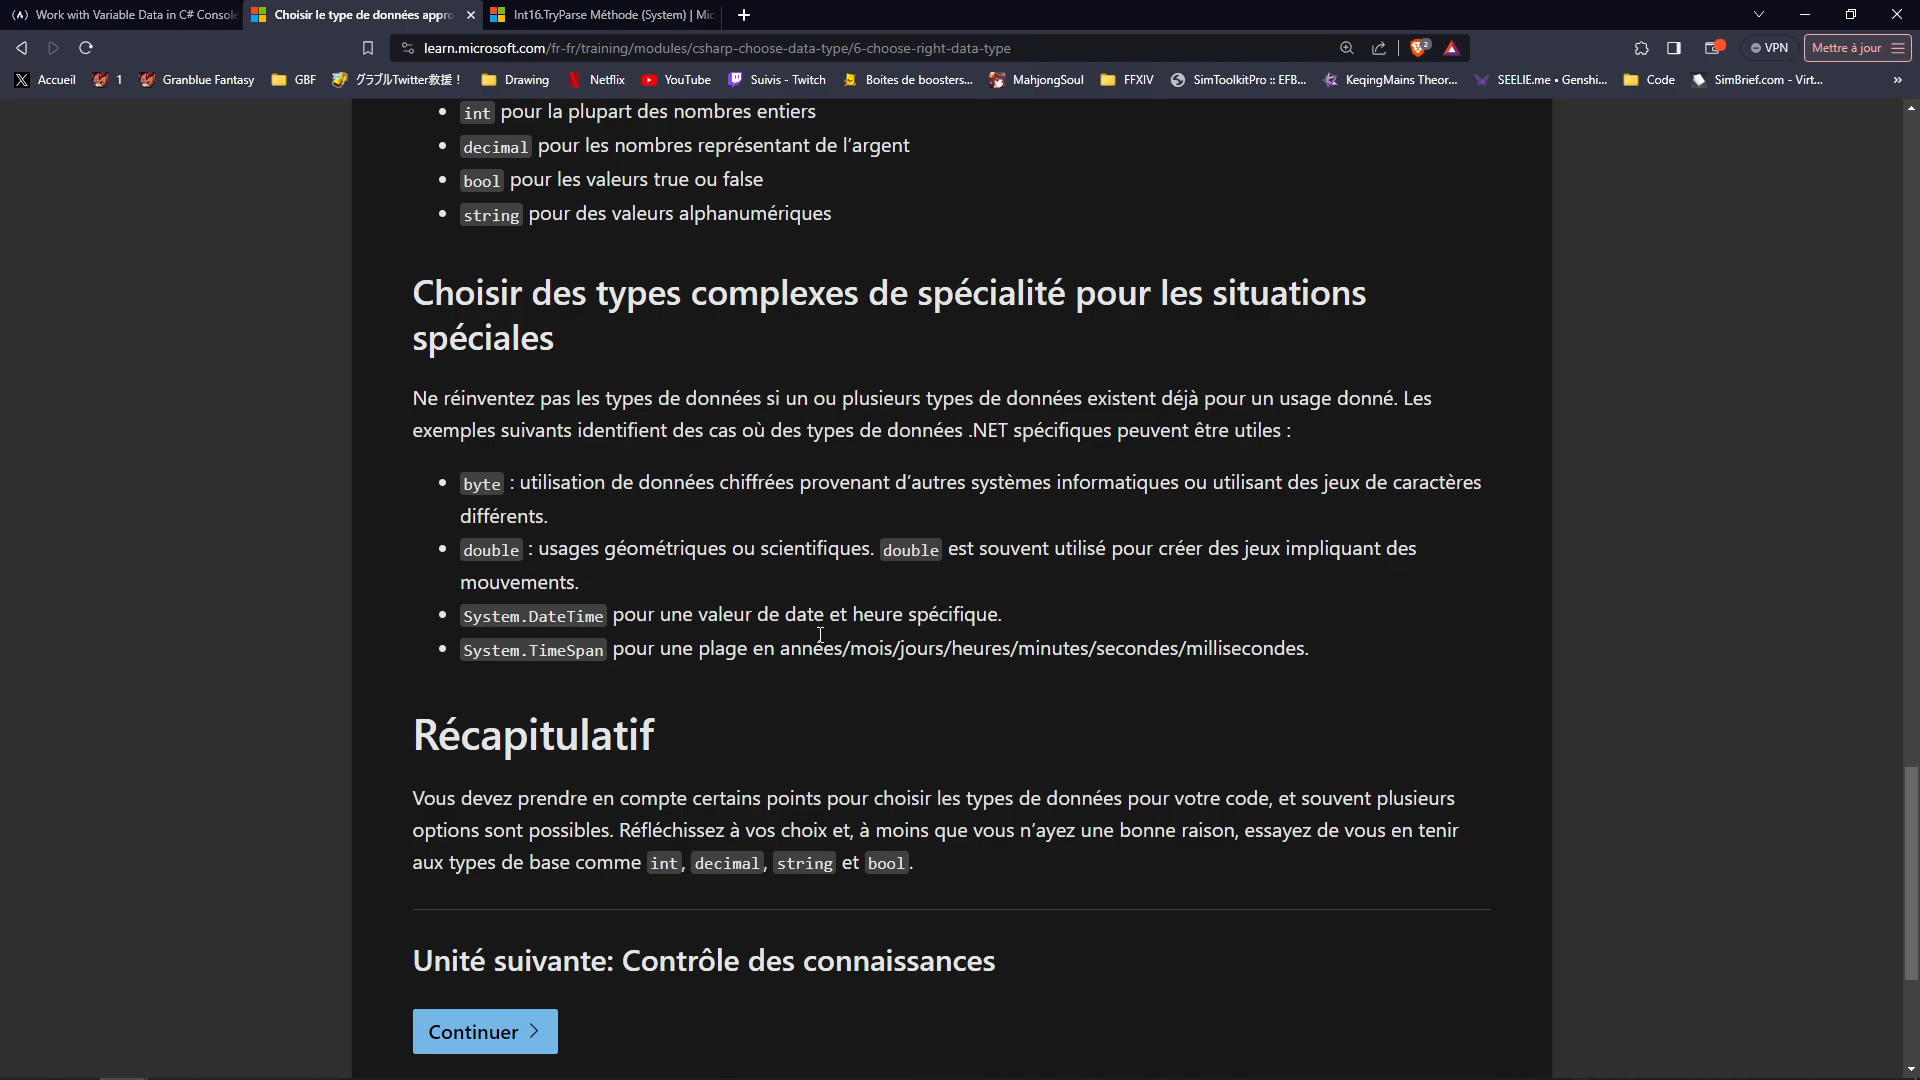 Work with Variable Data in C# Console
Choisir le type de données appro
Int16.TryParse Méthode (System) | Mic
learn.microsoft.com/fr-fr/training/modules/csharp-choose-data-type/6-choose-right-data-type
2
VPN
Mettre à jour
Accueil
1
Granblue Fantasy
GBF
グラブルTwitter救援！
Drawing
Netflix
YouTube
Suivis - Twitch
Boites de boosters...
MahjongSoul
FFXIV
SimToolkitPro :: EFB...
KeqingMains Theor...
SEELIE.me • Genshi...
Code
SimBrief.com - Virt...
»
• int pour la plupart des nombres entiers
• decimal pour les nombres représentant de l’argent
• bool pour les valeurs true ou false
• string pour des valeurs alphanumériques
Choisir des types complexes de spécialité pour les situations
spéciales
Ne réinventez pas les types de données si un ou plusieurs types de données existent déjà pour un usage donné. Les
exemples suivants identifient des cas où des types de données .NET spécifiques peuvent être utiles :
• byte : utilisation de données chiffrées provenant d’autres systèmes informatiques ou utilisant des jeux de caractères
différents.
• double : usages géométriques ou scientifiques. double est souvent utilisé pour créer des jeux impliquant des
mouvements.
• System.DateTime pour une valeur de date et heure spécifique.
• System.TimeSpan pour une plage en années/mois/jours/heures/minutes/secondes/millisecondes.
Récapitulatif
Vous devez prendre en compte certains points pour choisir les types de données pour votre code, et souvent plusieurs
options sont possibles. Réfléchissez à vos choix et, à moins que vous n’ayez une bonne raison, essayez de vous en tenir
aux types de base comme int, decimal, string et bool.
Unité suivante: Contrôle des connaissances
Continuer >